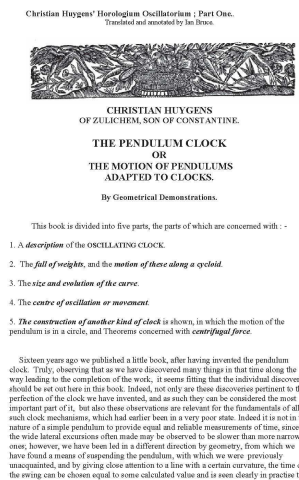 Christian Huygens' Horologium Oscillatorium ; Part One.
Translated and annotated by Ian Bruce.
CHRISTIAN HUYGENS
OF ZULICHEM, SON OF CONSTANTINE.
THE PENDULUM CLOCK
OR
THE MOTION OF PENDULUMS
ADAPTED TO CLOCKS.
By Geometrical Demonstrations.
This book is divided into five parts, the parts of which are concerned with : -
1. A description of the OSCILLATING CLOCK.
2. The fall of weights, and the motion of these along a cycloid.
3. The size and evolution of the curve.
4. The centre of oscillation or movement.
5. The construction of another kind of clock is shown, in which the motion of the
pendulum is in a circle, and Theorems concerned with centrifugal force.
Sixteen years ago we published a little book, after having invented the pendulum
clock. Truly, observing that as we have discovered many things in that time along the
way leading to the completion of the work, it seems fitting that the individual discover
should be set out here in this book. Indeed, not only are these discoveries pertinent to th
perfection of the clock we have invented, and as such they can be considered the most
important part of it, but also these observations are relevant for the fundamentals of all
such clock mechanisms, which had earlier been in a very poor state. Indeed it is not in
nature of a simple pendulum to provide equal and reliable measurements of time, since
the wide lateral excursions often made may be observed to be slower than more narrow
ones; however, we have been led in a different direction by geometry, from which we
have found a means of suspending the pendulum, with which we were previously
unacquainted, and by giving close attention to a line with a certain curvature, the time o
the swing can be chosen equal to some calculated value and is seen clearly in practise t